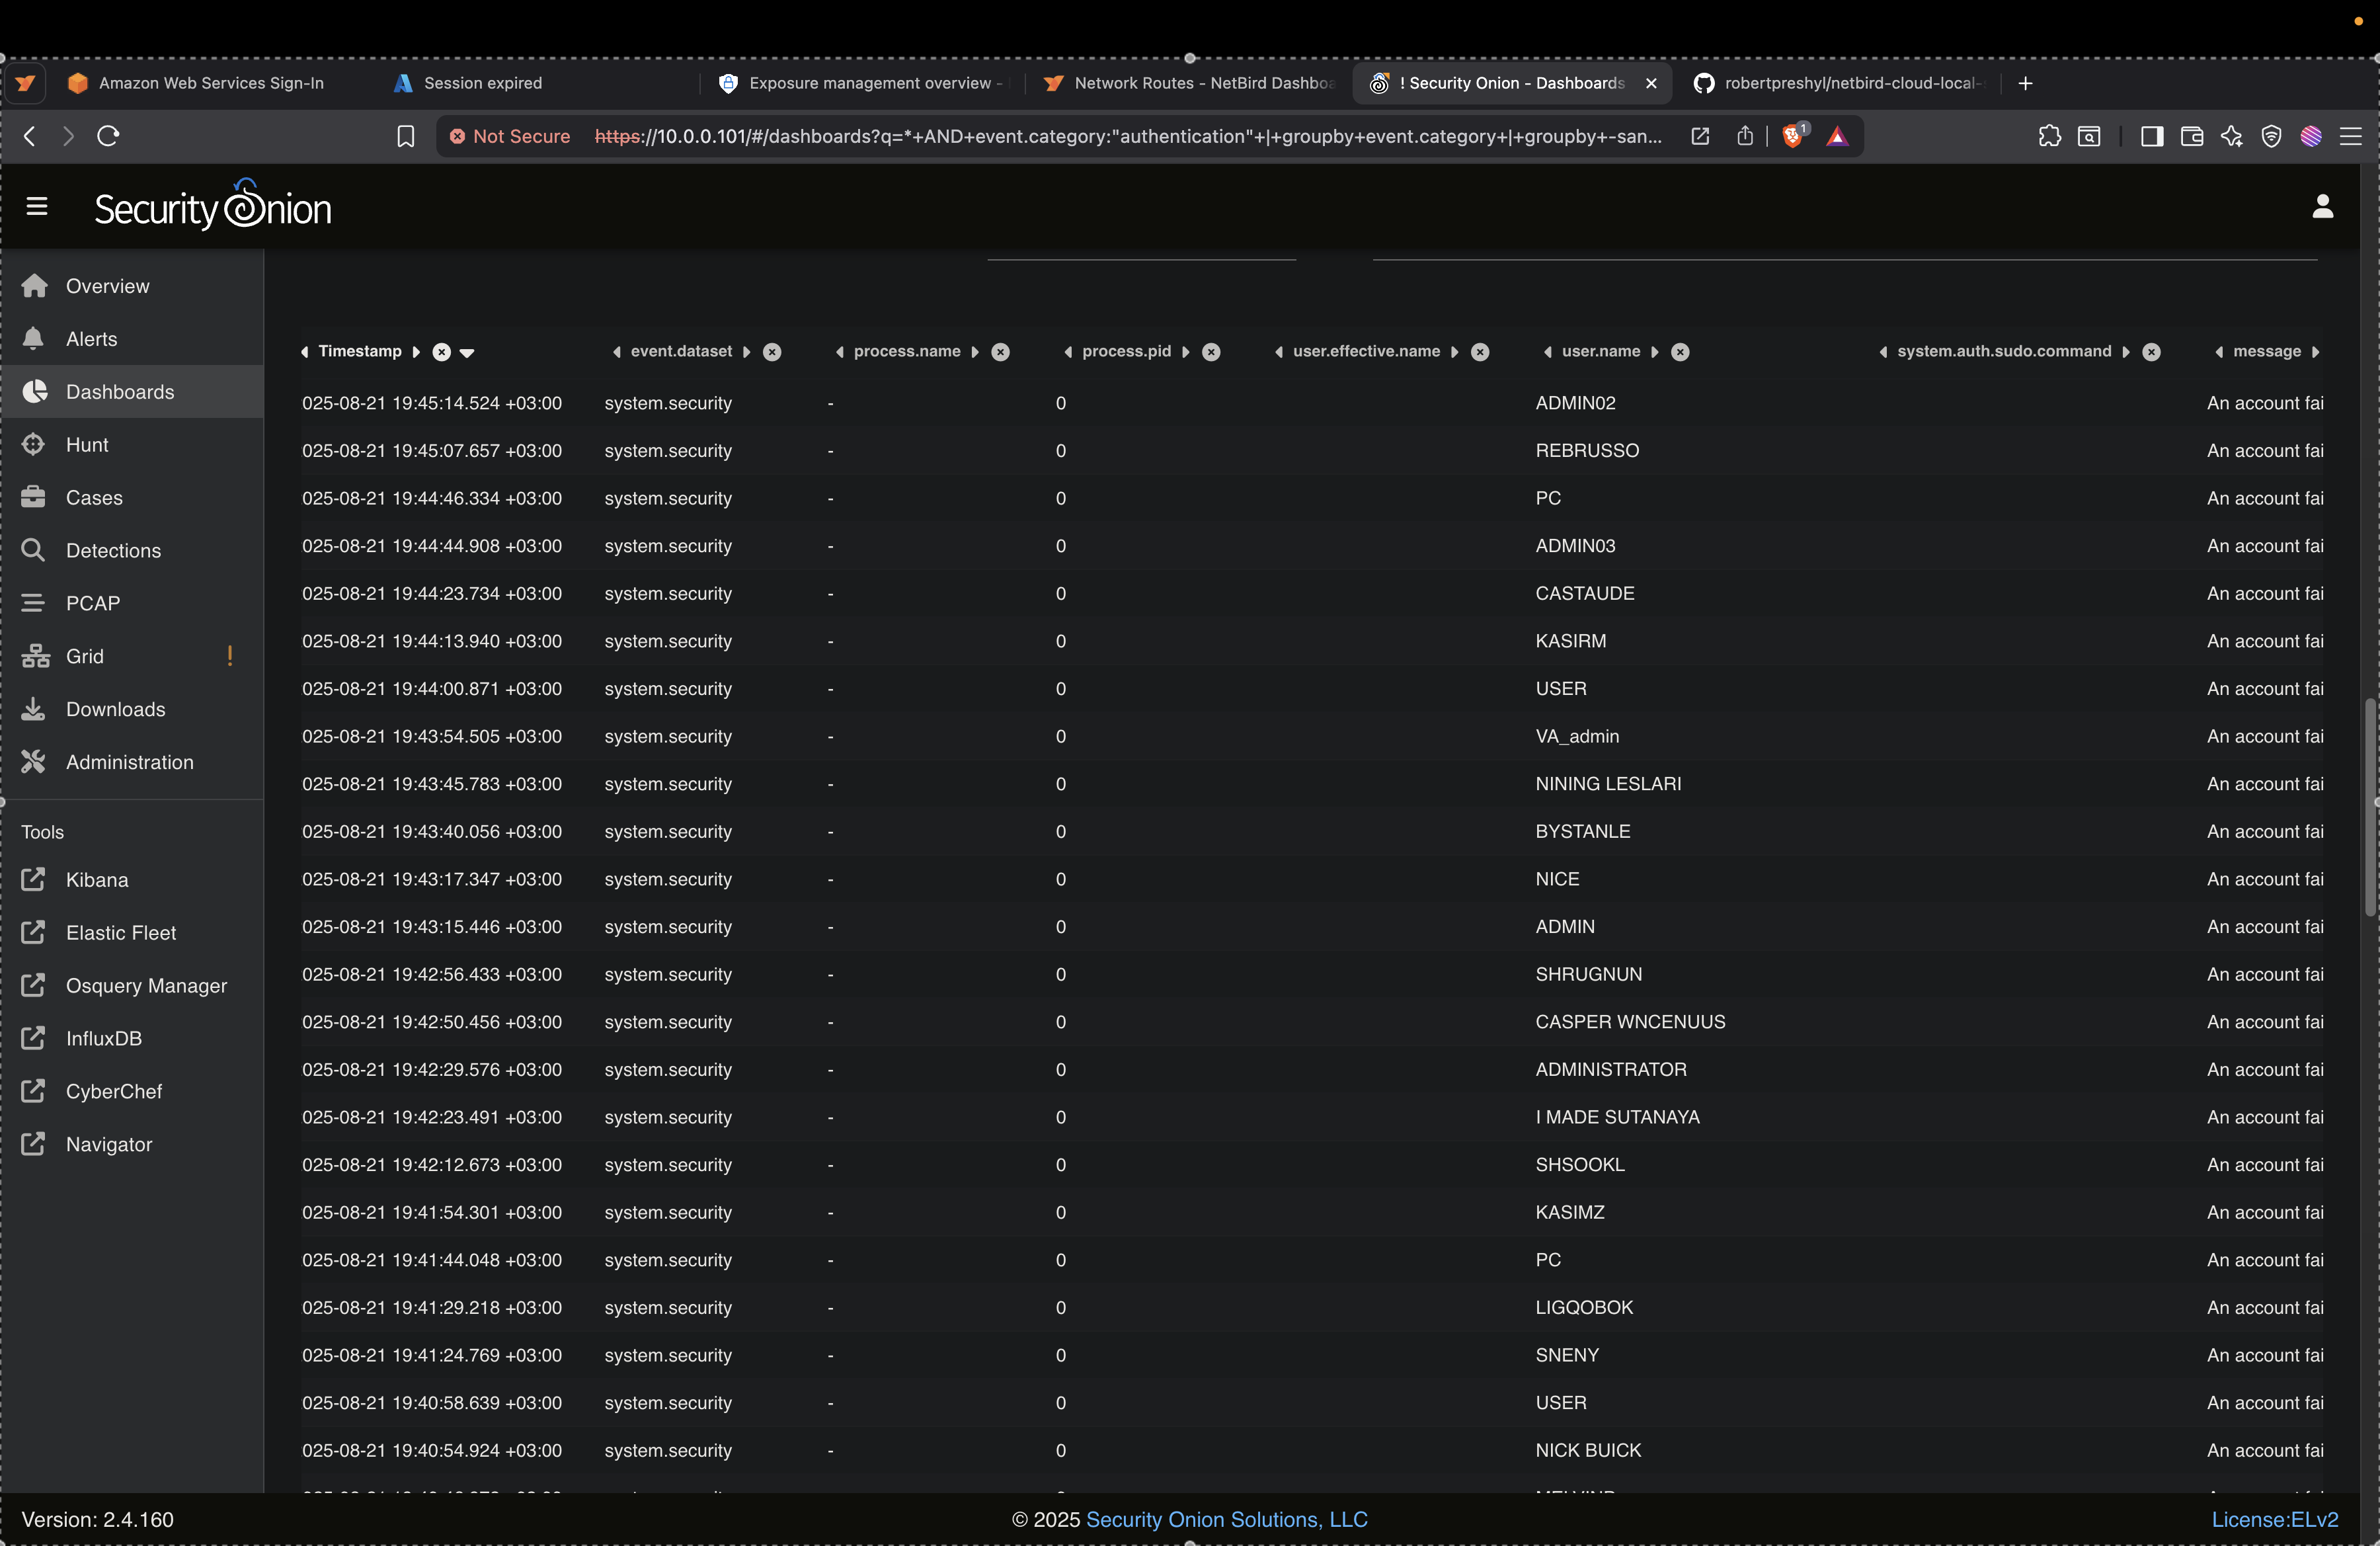 Amazon Web Services Sign-In
Session expired
Exposure management overview -
Network Routes - NetBird Dashboa
! Security Onion - Dashboards
robertpreshyl/netbird-cloud-local-
Not Secure https://10.0.0.101/#/dashboards?q=*+AND+event.category:"authentication"+|+groupby+event.category+|+groupby+-san... 1
Security Onion
Overview
Alerts
Dashboards
Hunt
Cases
Detections
PCAP
Grid !
Downloads
Administration
Tools
Kibana
Elastic Fleet
Osquery Manager
InfluxDB
CyberChef
Navigator
Timestamp event.dataset process.name process.pid user.effective.name user.name system.auth.sudo.command message
025-08-21 19:45:14.524 +03:00 system.security - 0 ADMIN02 An account fai
025-08-21 19:45:07.657 +03:00 system.security - 0 REBRUSSO An account fai
025-08-21 19:44:46.334 +03:00 system.security - 0 PC An account fai
025-08-21 19:44:44.908 +03:00 system.security - 0 ADMIN03 An account fai
025-08-21 19:44:23.734 +03:00 system.security - 0 CASTAUDE An account fai
025-08-21 19:44:13.940 +03:00 system.security - 0 KASIRM An account fai
025-08-21 19:44:00.871 +03:00 system.security - 0 USER An account fai
025-08-21 19:43:54.505 +03:00 system.security - 0 VA_admin An account fai
025-08-21 19:43:45.783 +03:00 system.security - 0 NINING LESLARI An account fai
025-08-21 19:43:40.056 +03:00 system.security - 0 BYSTANLE An account fai
025-08-21 19:43:17.347 +03:00 system.security - 0 NICE An account fai
025-08-21 19:43:15.446 +03:00 system.security - 0 ADMIN An account fai
025-08-21 19:42:56.433 +03:00 system.security - 0 SHRUGNUN An account fai
025-08-21 19:42:50.456 +03:00 system.security - 0 CASPER WNCENUUS An account fai
025-08-21 19:42:29.576 +03:00 system.security - 0 ADMINISTRATOR An account fai
025-08-21 19:42:23.491 +03:00 system.security - 0 I MADE SUTANAYA An account fai
025-08-21 19:42:12.673 +03:00 system.security - 0 SHSOOKL An account fai
025-08-21 19:41:54.301 +03:00 system.security - 0 KASIMZ An account fai
025-08-21 19:41:44.048 +03:00 system.security - 0 PC An account fai
025-08-21 19:41:29.218 +03:00 system.security - 0 LIGQOBOK An account fai
025-08-21 19:41:24.769 +03:00 system.security - 0 SNENY An account fai
025-08-21 19:40:58.639 +03:00 system.security - 0 USER An account fai
025-08-21 19:40:54.924 +03:00 system.security - 0 NICK BUICK An account fai
Version: 2.4.160
© 2025 Security Onion Solutions, LLC
License:ELv2